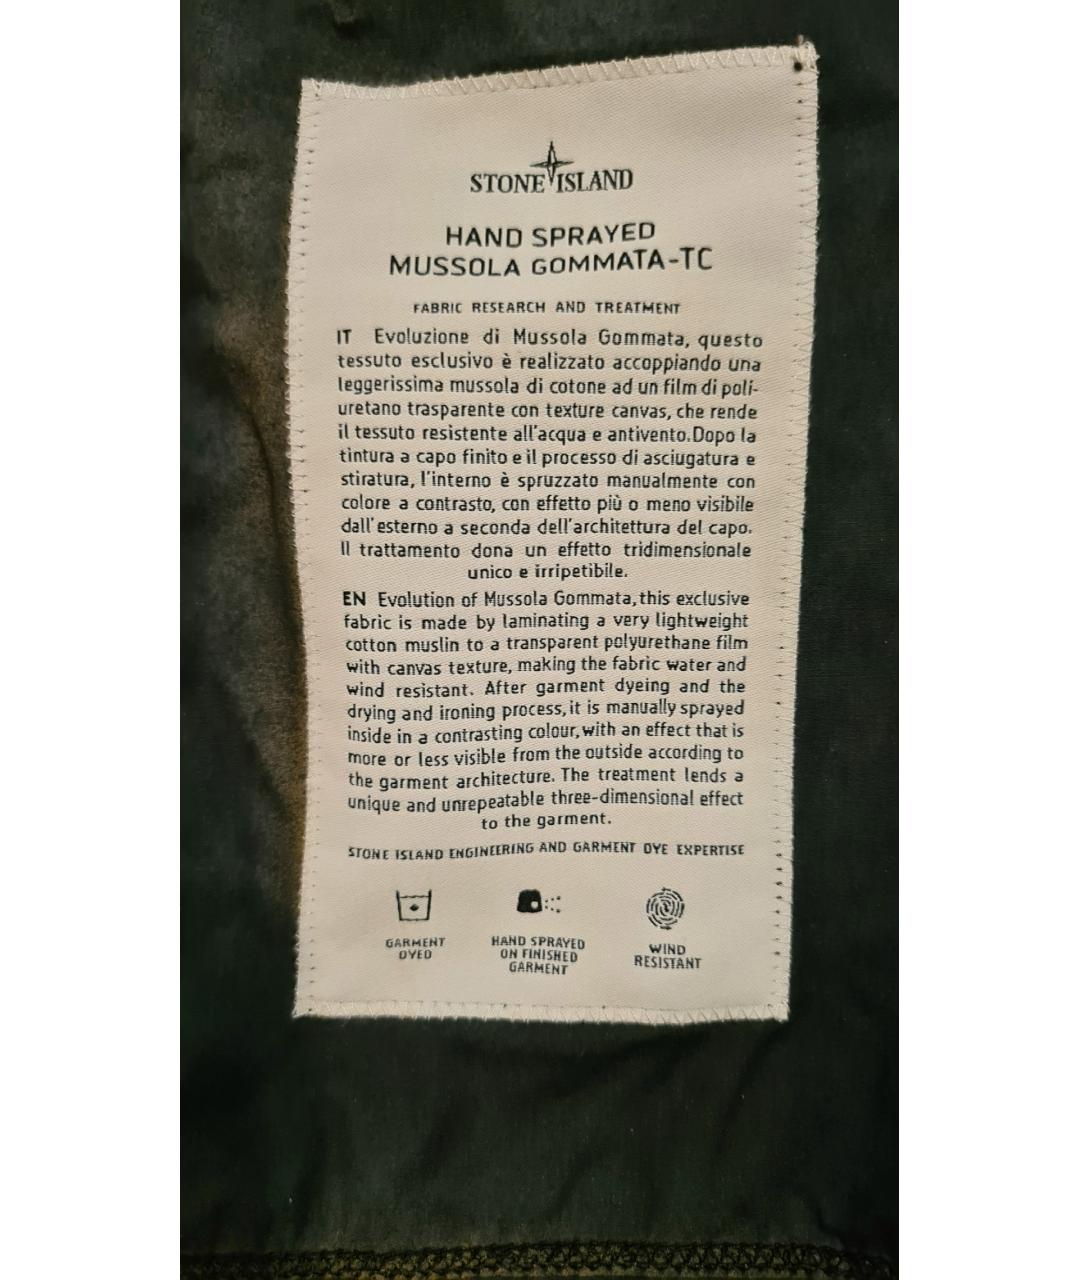 STONE ISLAND
HAND SPRAYED
MUSSOLA GOMMATA-TC
FABRIC RESEARCH AND TREATMENT
IT Evoluzione di Mussola Gommata, questo
tessuto esclusivo è realizzato accoppiando una
leggerissima mussola di cotone ad un film di poli-
uretano trasparente con texture canvas, che rende
il tessuto resistente all'acqua e antivento.Dopo la
tintura a capo finito e il processo di asciugatura e
stiratura, l'interno è spruzzato manualmente con
colore a contrasto, con effetto più o meno visibile
dall'esterno a seconda dell'architettura del capo.
Il trattamento dona un effetto tridimensionale
unico e irripetibile.
EN Evolution of Mussola Gommata, this exclusive
fabric is made by laminating a very lightweight
cotton muslin to a transparent polyurethane film
with canvas texture, making the fabric water and
wind resistant. After garment dyeing and the
drying and ironing process, it is manually sprayed
inside in a contrasting colour, with an effect that is
more or less visible from the outside according to
the garment architecture. The treatment lends a
unique and unrepeatable three-dimensional effect
to the garment.
STONE ISLAND ENGINEERING AND GARMENT DYE EXPERTISE
GARMENT
DYED
HAND SPRAYED
ON FINISHED
GARMENT
WIND
RESISTANT